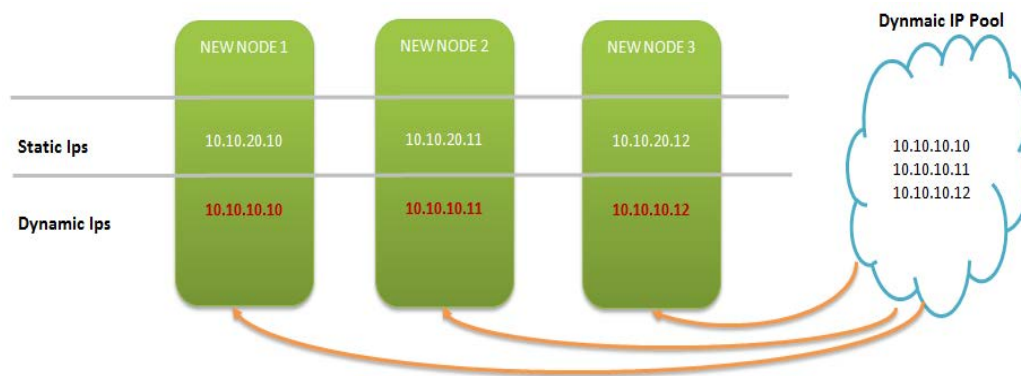 Dynmaic IP Pool
NEW NODE 1 NEW NODE 2 NEW NODE 3
Static Ips 10.10.20.10 10.10.20.11 10.10.20.12
10.10.10.10
10.10.10.11
10.10.10.12
Dynamic Ips 10.10.10.10 10.10.10.11 10.10.10.12